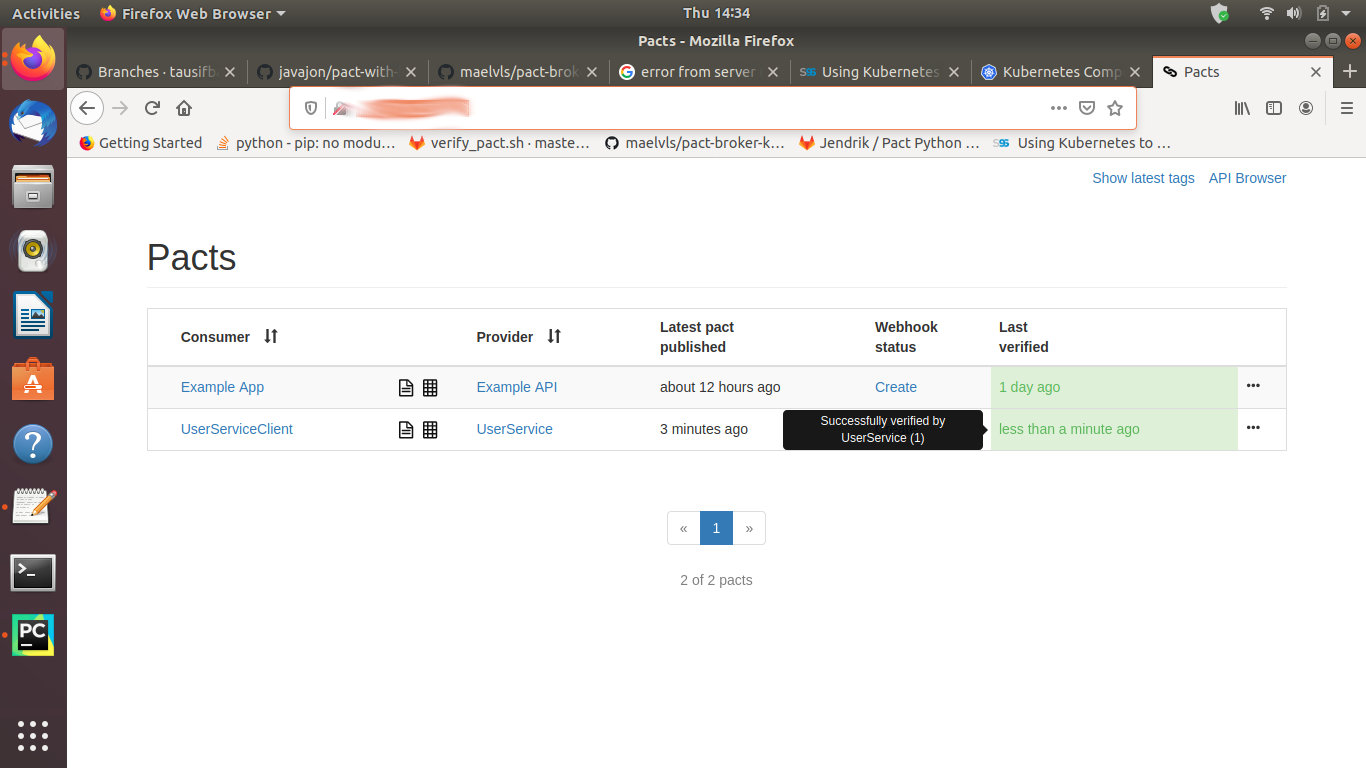 Activities Firefox Web Browser Thu 14:34
Pacts - Mozilla Firefox
Branches · tausifb javajon/pact-with- maelvls/pact-brok error from server Using Kubernetes Kubernetes Comp Pacts
Getting Started python - pip: no modu... verify_pact.sh · maste... maelvls/pact-broker-k... Jendrik / Pact Python ... Using Kubernetes to ...
Show latest tags API Browser
Pacts
Consumer Provider Latest pact published Webhook status Last verified
Example App Example API about 12 hours ago Create 1 day ago ...
UserServiceClient UserService 3 minutes ago less than a minute ago ...
Successfully verified by
UserService (1)
« 1 »
2 of 2 pacts
PC